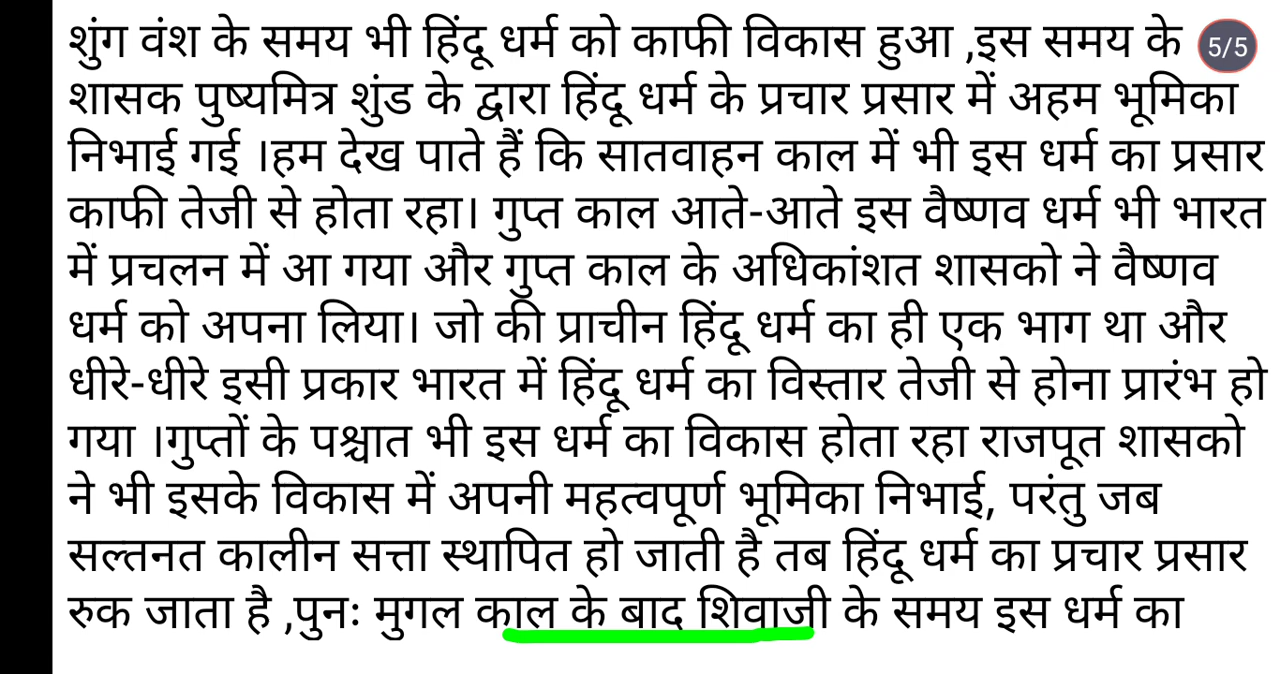 शुंग वंश के समय भी हिंदू धर्म को काफी विकास हुआ ,इस समय के 5/5
शासक पुष्यमित्र शुंड के द्वारा हिंदू धर्म के प्रचार प्रसार में अहम भूमिका
निभाई गई ।हम देख पाते हैं कि सातवाहन काल में भी इस धर्म का प्रसार
काफी तेजी से होता रहा। गुप्त काल आते-आते इस वैष्णव धर्म भी भारत
में प्रचलन में आ गया और गुप्त काल के अधिकांशत शासको ने वैष्णव
धर्म को अपना लिया। जो की प्राचीन हिंदू धर्म का ही एक भाग था और
धीरे-धीरे इसी प्रकार भारत में हिंदू धर्म का विस्तार तेजी से होना प्रारंभ हो
गया ।गुप्तों के पश्चात भी इस धर्म का विकास होता रहा राजपूत शासको
ने भी इसके विकास में अपनी महत्वपूर्ण भूमिका निभाई, परंतु जब
सल्तनत कालीन सत्ता स्थापित हो जाती है तब हिंदू धर्म का प्रचार प्रसार
रुक जाता है ,पुनः मुगल काल के बाद शिवाजी के समय इस धर्म का